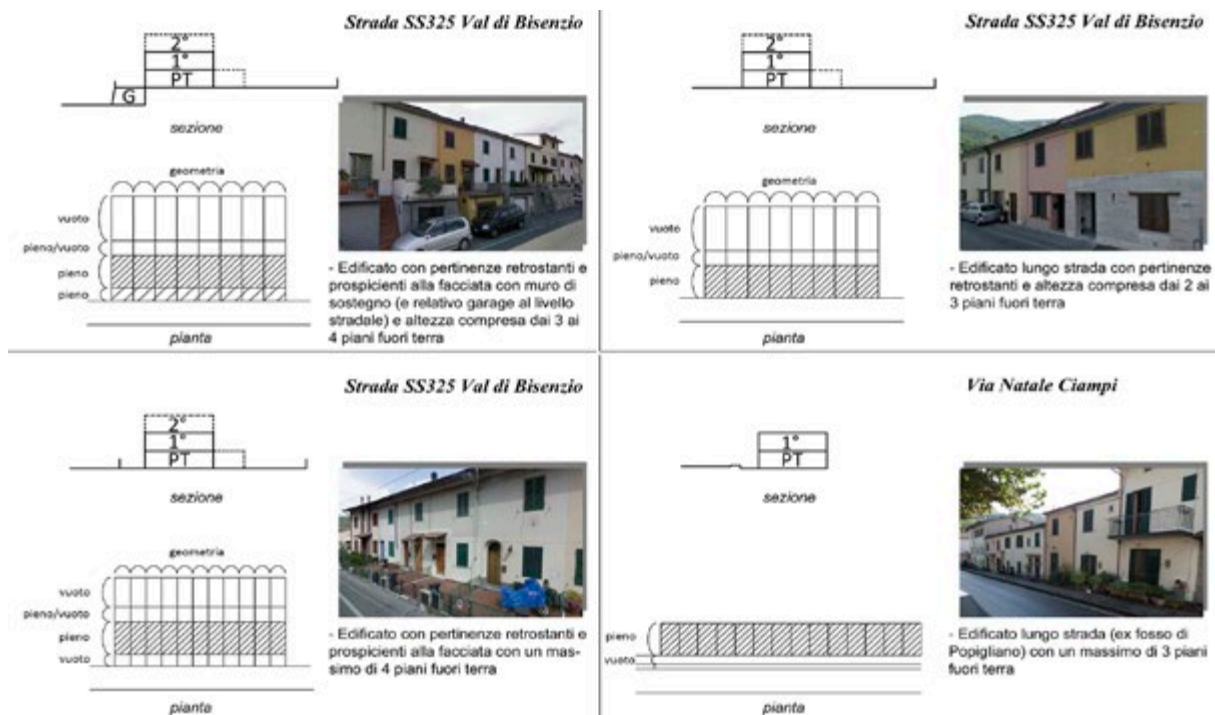 Strada SS325 Val di Bisenzio
2°
1°
PT
G
sezione
geometria
vuoto
pieno/vuoto
pieno
pieno
pianta
- Edificato con pertinenze retrostanti e
prospicienti alla facciata con muro di
sostegno (e relativo garage al livello
stradale) e altezza compresa dai 3 ai
4 piani fuori terra
Strada SS325 Val di Bisenzio
2°
1°
PT
sezione
geometria
vuoto
pieno/vuoto
pieno
pianta
- Edificato lungo strada con pertinenze
retrostanti e altezza compresa dai 2 ai
3 piani fuori terra
Strada SS325 Val di Bisenzio
2°
1°
PT
sezione
geometria
vuoto
pieno/vuoto
pieno
vuoto
pianta
- Edificato con pertinenze retrostanti e
prospicienti alla facciata con un mas-
simo di 4 piani fuori terra
Via Natale Ciampi
1°
PT
sezione
pieno
vuoto
pianta
- Edificato lungo strada (ex fosso di
Popigliano) con un massimo di 3 piani
fuori terra